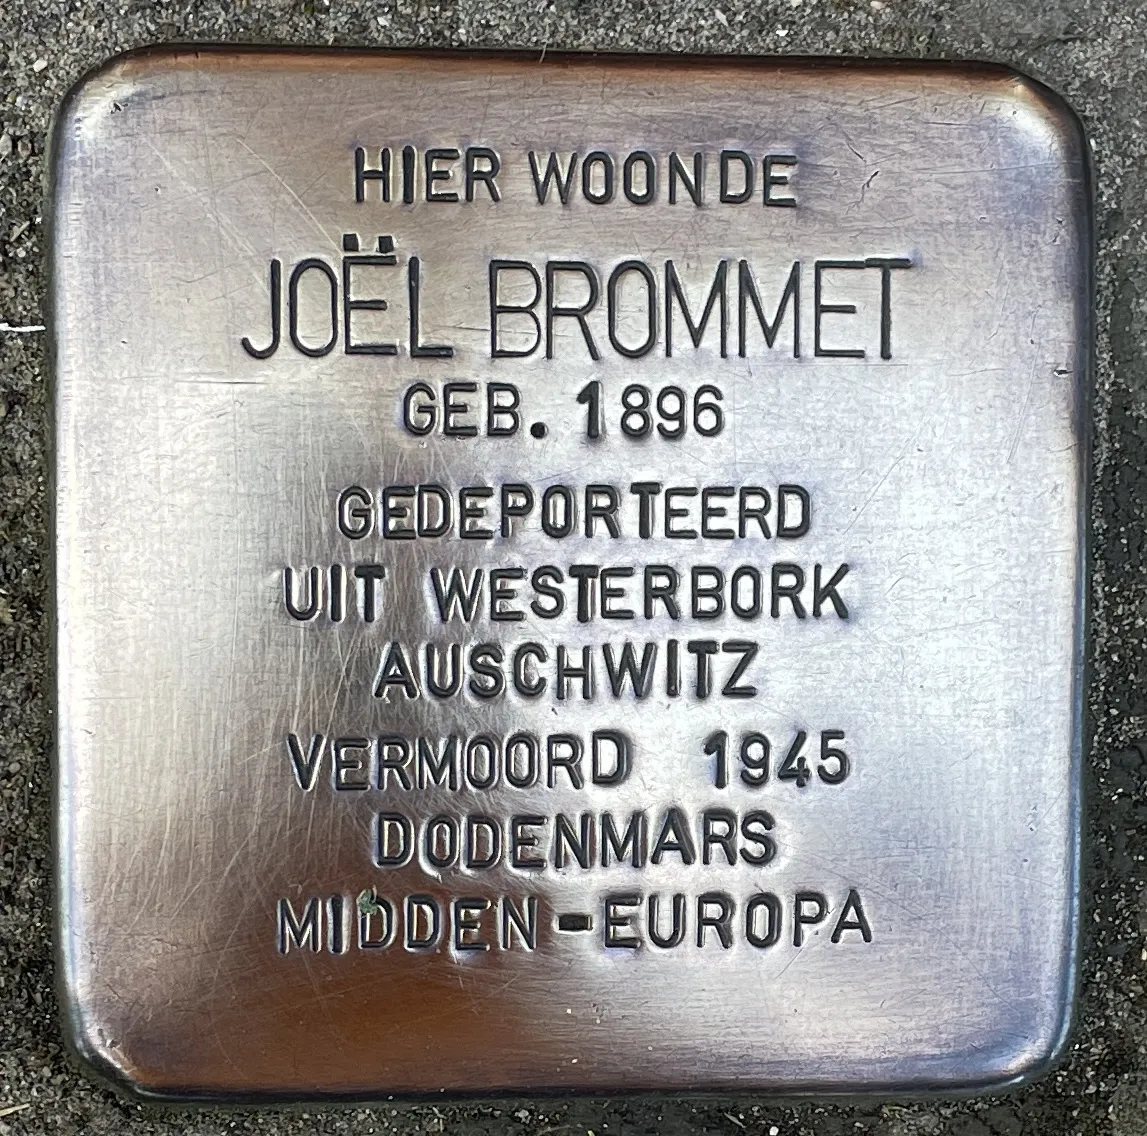 HIER WOONDE
JOËL BROMMET
GEB. 1896
GEDEPORTEERD
UIT WESTERBORK
AUSCHWITZ
VERMOORD 1945
DODENMARS
MIDDEN-EUROPA